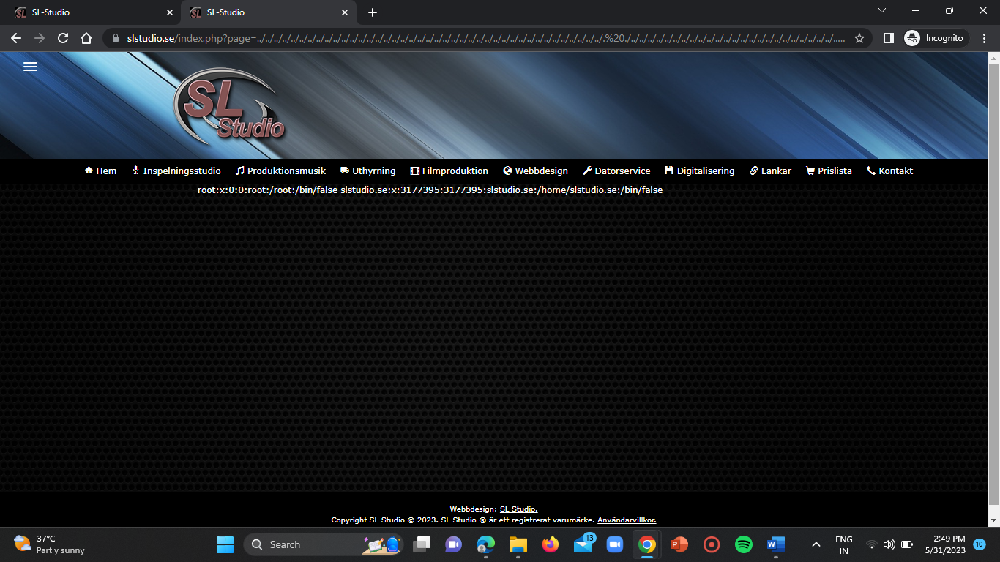 SL-Studio
SL-Studio
slstudio.se/index.php?page=../../../../../../../../../../../../../../../../../../../../../../../../../../../../../../../../../../../../../../../../.%20./../../../../../../../../../../../../../../../../../../../../../../../../.....
Incognito
SL
Studio
Hem Inspelningsstudio Produktionsmusik Uthyrning Filmproduktion Webbdesign Datorservice Digitalisering Länkar Prislista Kontakt
root:x:0:0:root:/root:/bin/false slstudio.se:x:3177395:3177395:slstudio.se:/home/slstudio.se:/bin/false
Webbdesign: SL-Studio.
Copyright SL-Studio © 2023. SL-Studio ® är ett registrerat varumärke. Användarvillkor.
37°C
Partly sunny
Search
13
ENG
IN
2:49 PM
5/31/2023
10